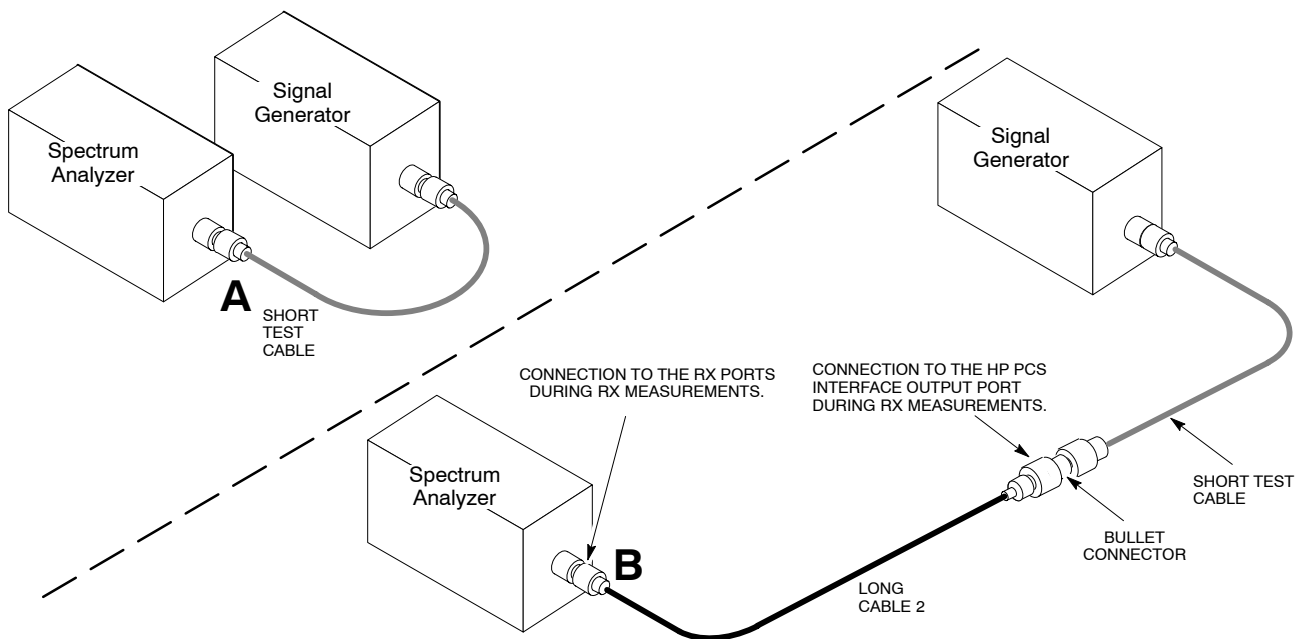 Signal
Generator
Spectrum
Analyzer
A
SHORT
TEST
CABLE
Signal
Generator
CONNECTION TO THE RX PORTS
DURING RX MEASUREMENTS.
CONNECTION TO THE HP PCS
INTERFACE OUTPUT PORT
DURING RX MEASUREMENTS.
Spectrum
Analyzer
B
SHORT TEST
CABLE
BULLET
CONNECTOR
LONG
CABLE 2